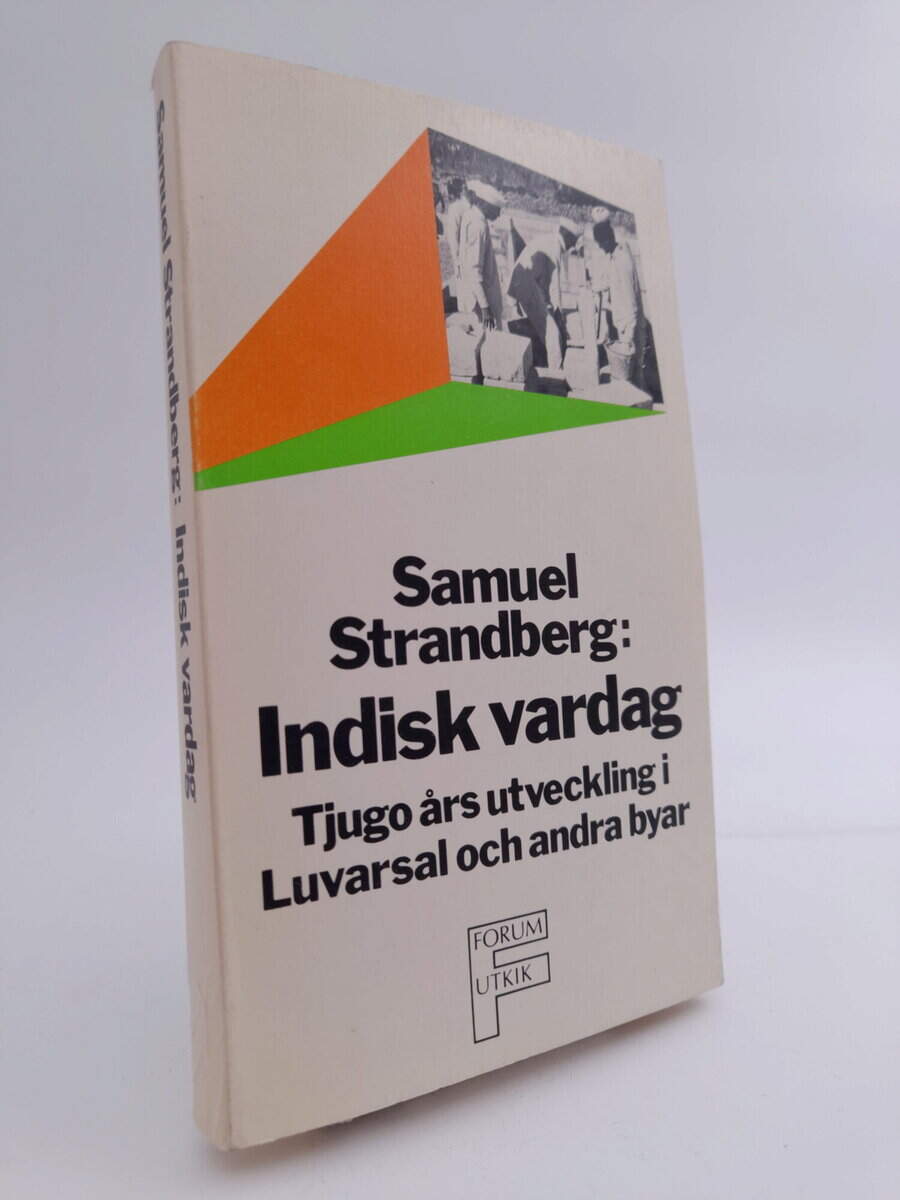 Samuel Strandberg: Indisk vardag
Samuel
Strandberg:
Indisk vardag
Tjugo års utveckling i
Luvarsal och andra byar
FORUM
UTKIK